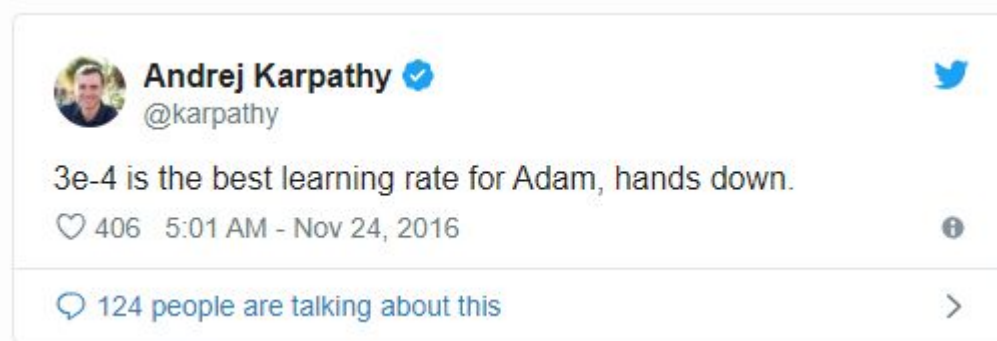 Andrej Karpathy
@karpathy
3e-4 is the best learning rate for Adam, hands down.
406 5:01 AM - Nov 24, 2016
124 people are talking about this